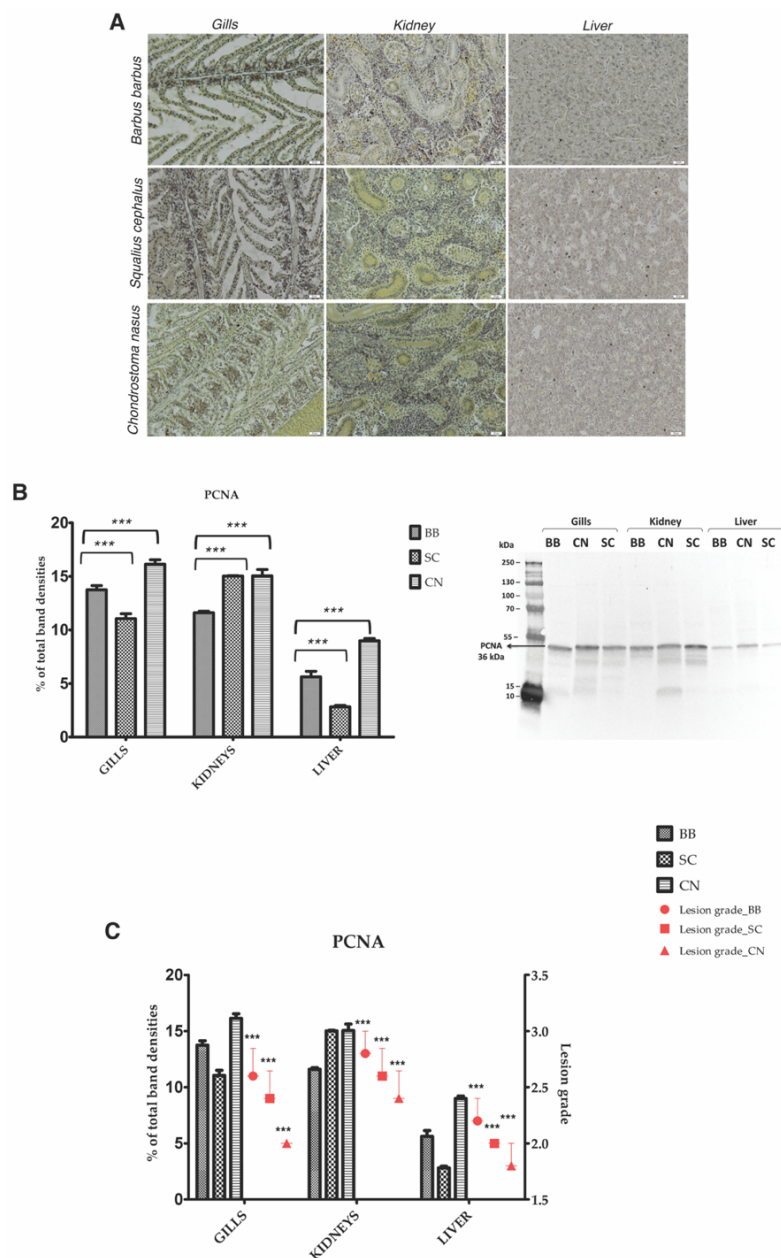 A
Gills Kidney Liver
Barbus barbus
Squalius cephalus
Chondrostoma nasus
B
PCNA
% of total band densities
20
15
10
5
0
*** *** *** *** *** ***
GILLS KIDNEYS LIVER
BB
SC
CN
Gills Kidney Liver
kDa BB CN SC BB CN SC BB CN SC
250
130
100
70
55
PCNA
36 kDa
15
10
BB
SC
CN
Lesion grade_BB
Lesion grade_SC
Lesion grade_CN
C
PCNA
% of total band densities
20
15
10
5
0
*** *** *** *** *** *** *** *** ***
3.5
3.0
2.5
2.0
1.5
Lesion grade
GILLS KIDNEYS LIVER